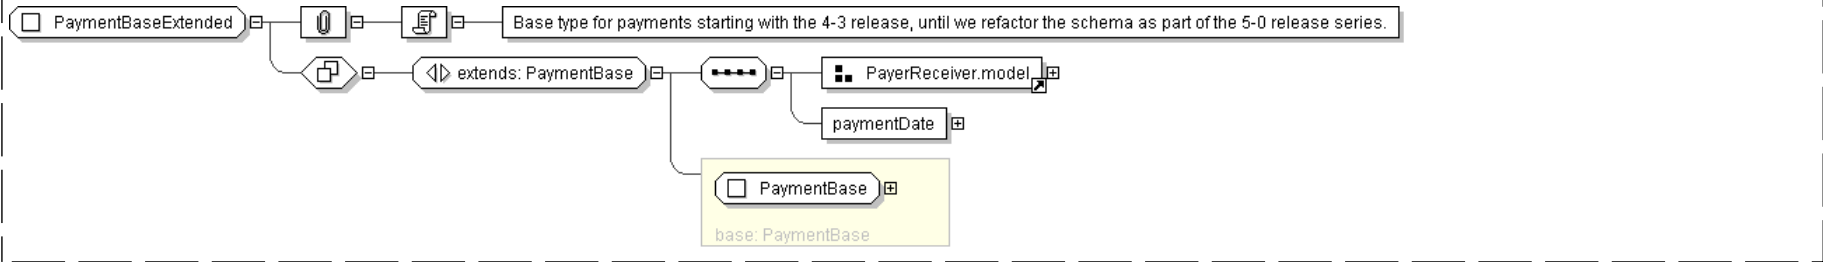 PaymentBaseExtended
Base type for payments starting with the 4-3 release, until we refactor the schema as part of the 5-0 release series.
extends: PaymentBase
PayerReceiver.model
paymentDate
PaymentBase
base: PaymentBase